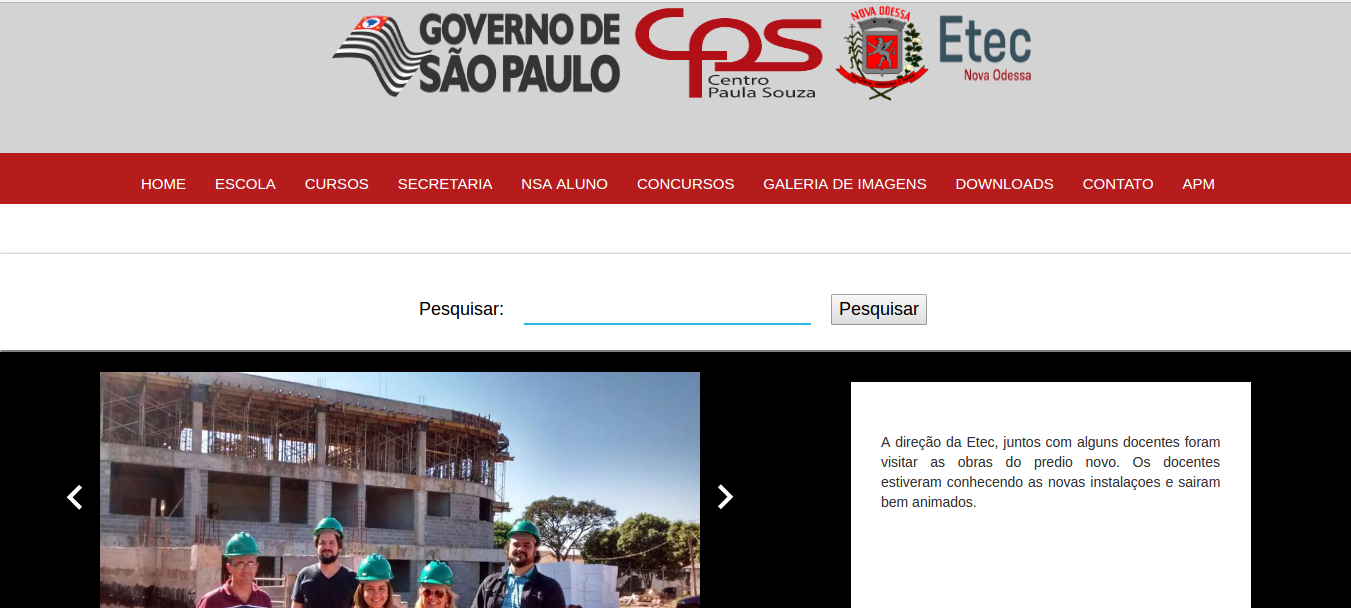 GOVERNO DE
SÃO PAULO
CPS
Centro
Paula Souza
NOVA ODESSA
Etec
Nova Odessa
HOME ESCOLA CURSOS SECRETARIA NSA ALUNO CONCURSOS GALERIA DE IMAGENS DOWNLOADS CONTATO APM
Pesquisar: Pesquisar
A direção da Etec, juntos com alguns docentes foram
visitar as obras do predio novo. Os docentes
estiveram conhecendo as novas instalaçoes e sairam
bem animados.